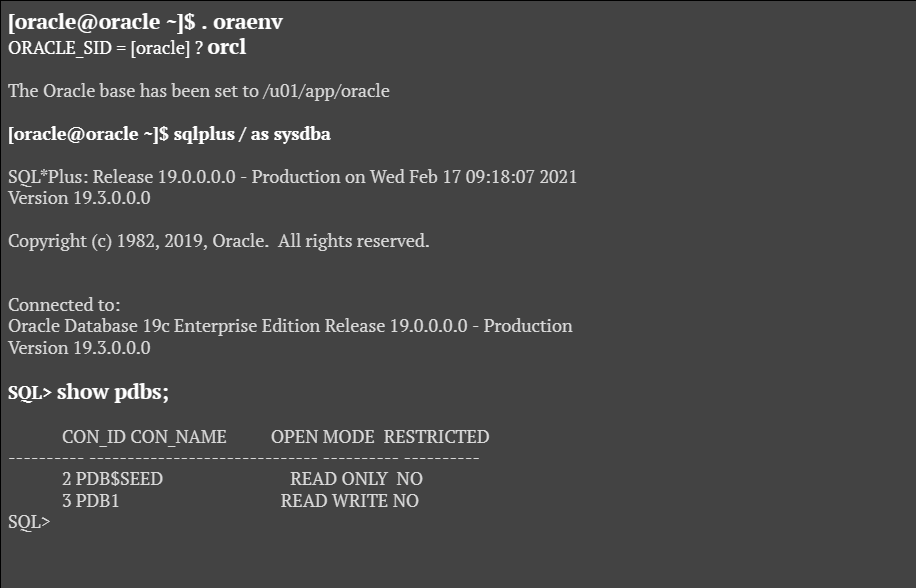 [oracle@oracle ~]$ . oraenv
ORACLE_SID = [oracle] ? orcl
The Oracle base has been set to /u01/app/oracle
[oracle@oracle ~]$ sqlplus / as sysdba
SQL*Plus: Release 19.0.0.0.0 - Production on Wed Feb 17 09:18:07 2021
Version 19.3.0.0.0
Copyright (c) 1982, 2019, Oracle.  All rights reserved.
Connected to:
Oracle Database 19c Enterprise Edition Release 19.0.0.0.0 - Production
Version 19.3.0.0.0
SQL> show pdbs;
CON_ID CON_NAME OPEN MODE RESTRICTED
---------- ------------------------------ ---------- ----------
2 PDB$SEED READ ONLY NO
3 PDB1 READ WRITE NO
SQL>